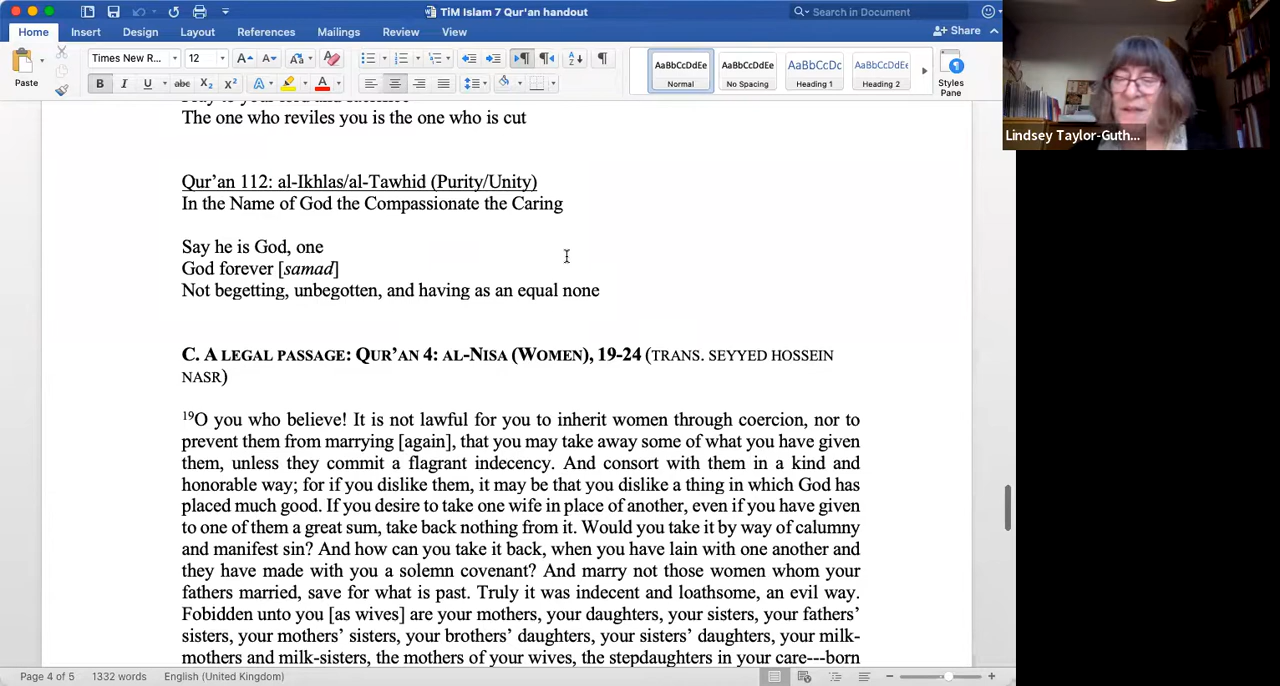 TiM Islam 7 Qur'an handout
Search in Document
Home Insert Design Layout References Mailings Review View
Share
Paste
Times New R... 12
AaBbCcDdEe AaBbCcDdEe AaBbCcDc AaBbCcDdEe
Normal No Spacing Heading 1 Heading 2
Styles
Pane
Lindsey Taylor-Guth...
The one who reviles you is the one who is cut
Qur'an 112: al-Ikhlas/al-Tawhid (Purity/Unity)
In the Name of God the Compassionate the Caring
Say he is God, one
God forever [samad]
Not begetting, unbegotten, and having as an equal none
C. A LEGAL PASSAGE: QUR'AN 4: AL-NISA (WOMEN), 19-24 (TRANS. SEYYED HOSSEIN
NASR)
19O you who believe! It is not lawful for you to inherit women through coercion, nor to
prevent them from marrying [again], that you may take away some of what you have given
them, unless they commit a flagrant indecency. And consort with them in a kind and
honorable way; for if you dislike them, it may be that you dislike a thing in which God has
placed much good. If you desire to take one wife in place of another, even if you have given
to one of them a great sum, take back nothing from it. Would you take it by way of calumny
and manifest sin? And how can you take it back, when you have lain with one another and
they have made with you a solemn covenant? And marry not those women whom your
fathers married, save for what is past. Truly it was indecent and loathsome, an evil way.
Fobidden unto you [as wives] are your mothers, your daughters, your sisters, your fathers'
sisters, your mothers' sisters, your brothers' daughters, your sisters' daughters, your milk-
mothers and milk-sisters, the mothers of your wives, the stepdaughters in your care---born
Page 4 of 5 1332 words English (United Kingdom)